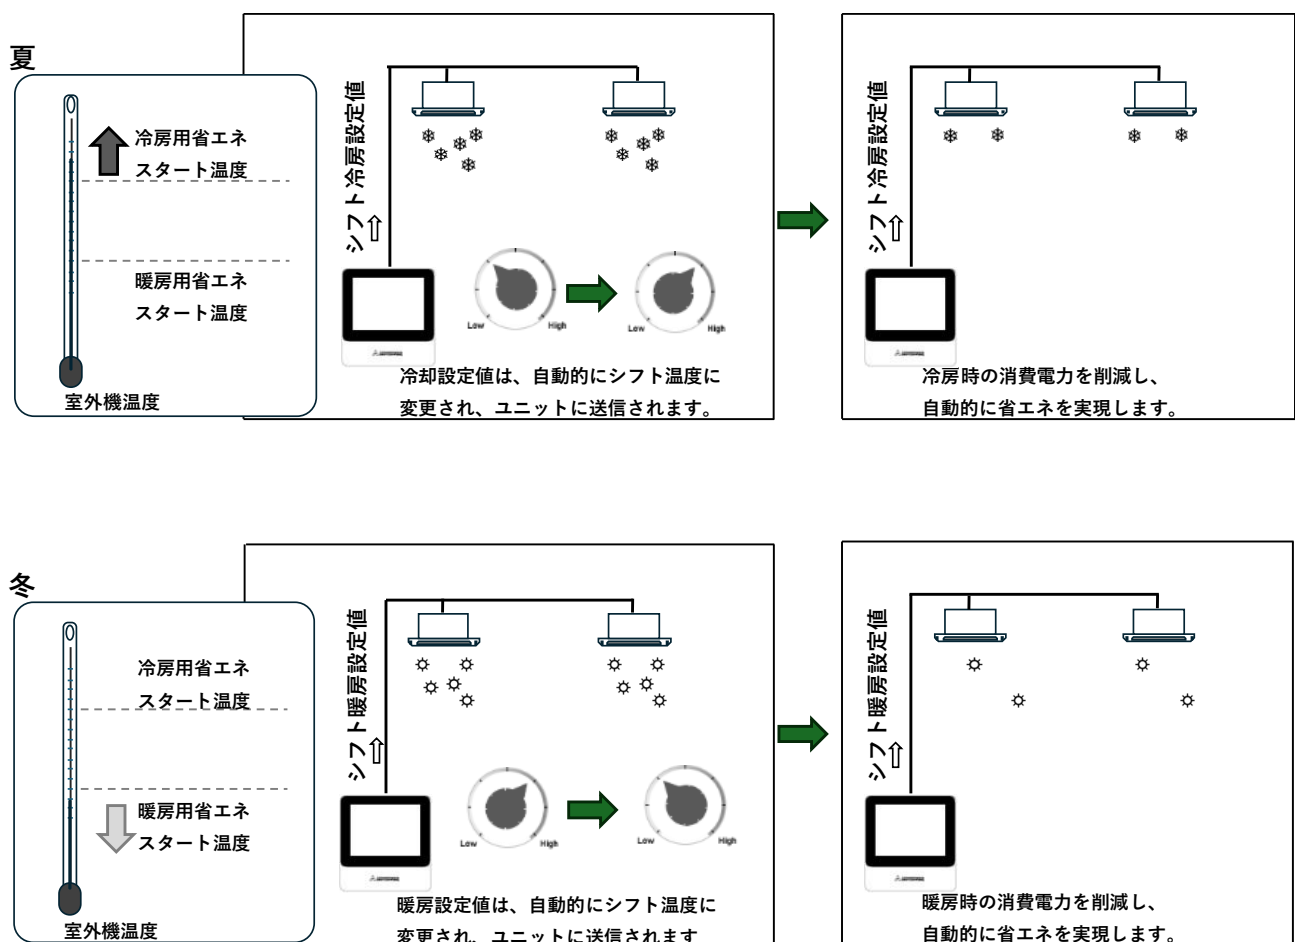 夏
冷房用省エネ
スタート温度
暖房用省エネ
スタート温度
室外機温度
シフト冷房設定値
Low
High
Low
High
冷却設定値は、自動的にシフト温度に
変更され、ユニットに送信されます。
シフト冷房設定値
冷房時の消費電力を削減し、
自動的に省エネを実現します。
冬
冷房用省エネ
スタート温度
暖房用省エネ
スタート温度
室外機温度
シフト暖房設定値
Low
High
Low
High
暖房設定値は、自動的にシフト温度に
変更され、ユニットに送信されます
シフト暖房設定値
暖房時の消費電力を削減し、
自動的に省エネを実現します。